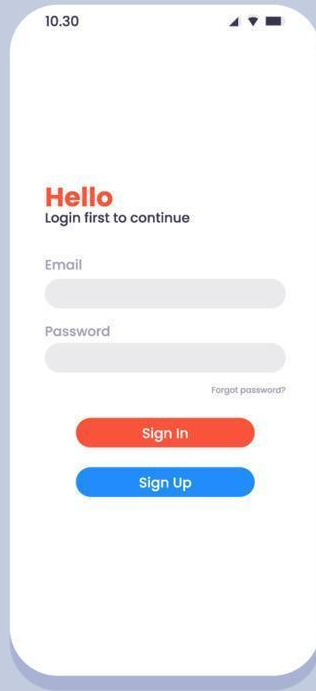 10.30
Hello
Login first to continue
Email
Password
Forgot password?
Sign In
Sign Up